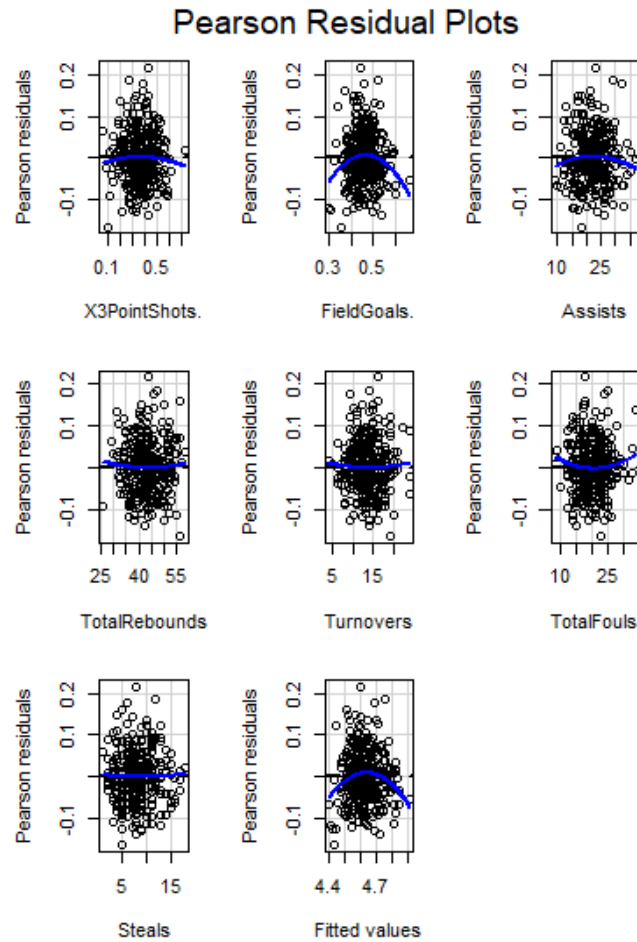 Pearson Residual Plots
Pearson residuals
-0.1 0.1 0.2
0.1 0.5
X3PointShots.
Pearson residuals
-0.1 0.1 0.2
0.3 0.5
FieldGoals.
Pearson residuals
-0.1 0.1 0.2
10 25
Assists
Pearson residuals
-0.1 0.1 0.2
25 40 55
TotalRebounds
Pearson residuals
-0.1 0.1 0.2
5 15
Turnovers
Pearson residuals
-0.1 0.1 0.2
10 25
TotalFouls
Pearson residuals
-0.1 0.1 0.2
5 15
Steals
Pearson residuals
-0.1 0.1 0.2
4.4 4.7
Fitted values